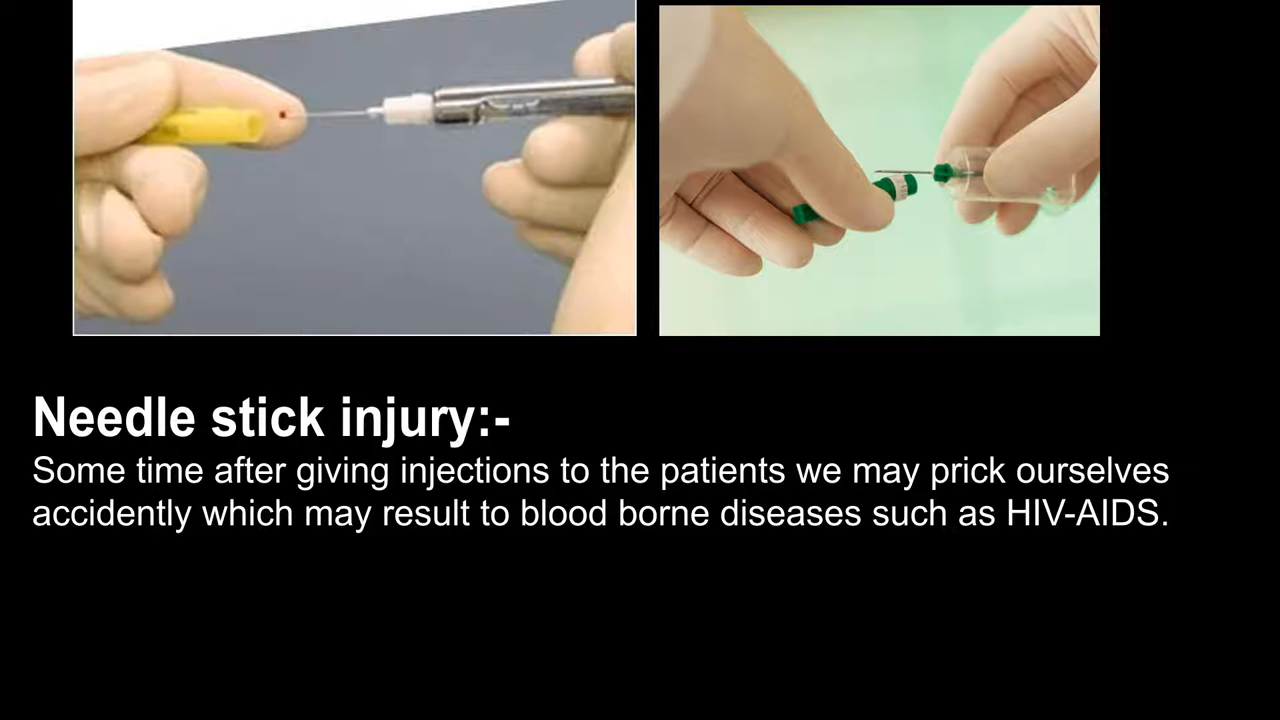 Needle stick injury:-
Some time after giving injections to the patients we may prick ourselves
accidently which may result to blood borne diseases such as HIV-AIDS.